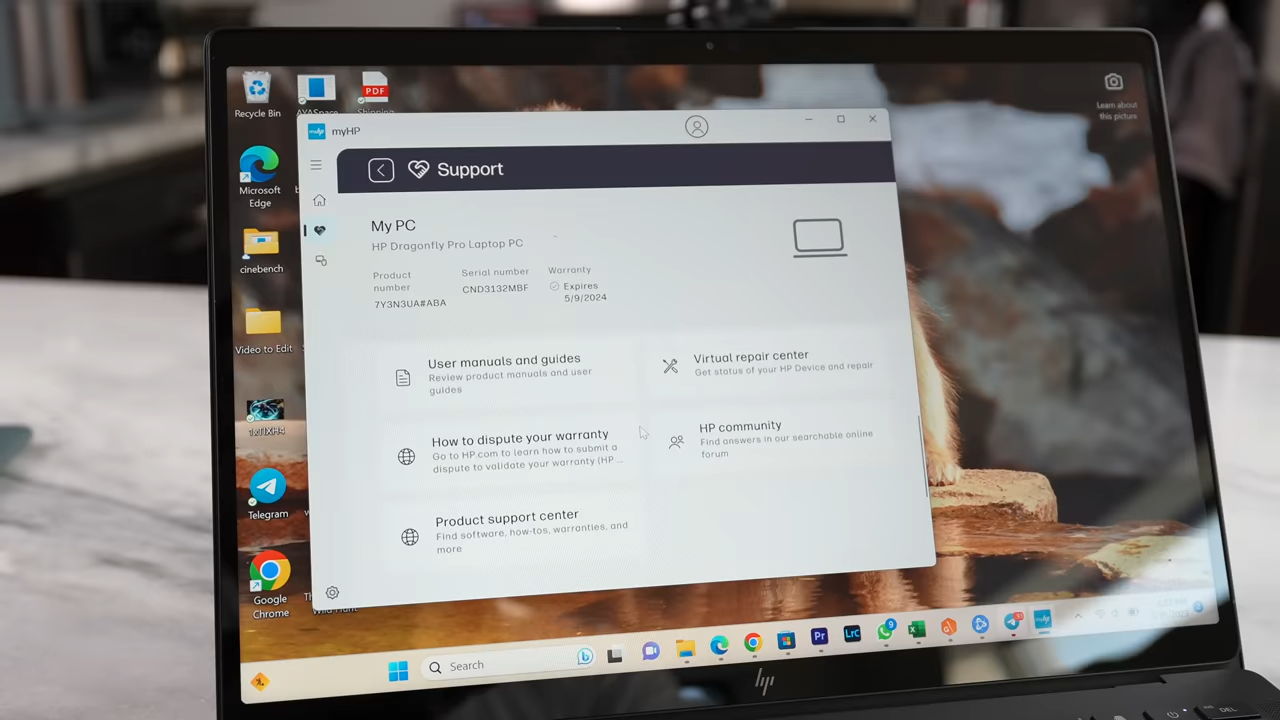 Recycle Bin
PDF
Learn about
this picture
Microsoft
Edge
cinebench
Video to Edit
Telegram
Google
Chrome
myHP
Support
My PC
HP Dragonfly Pro Laptop PC
Product
number
7Y3N3UA#ABA
Serial number
CND3132MBF
Warranty
Expires
5/9/2024
User manuals and guides
Review product manuals and user
guides
Virtual repair center
Get status of your HP Device and repair
How to dispute your warranty
Go to HP.com to learn how to submit a
dispute to validate your warranty (HP ...
HP community
Find answers in our searchable online
forum
Product support center
Find software, how-tos, warranties, and
more
Search
Pr
LrC
9
hp
DEL